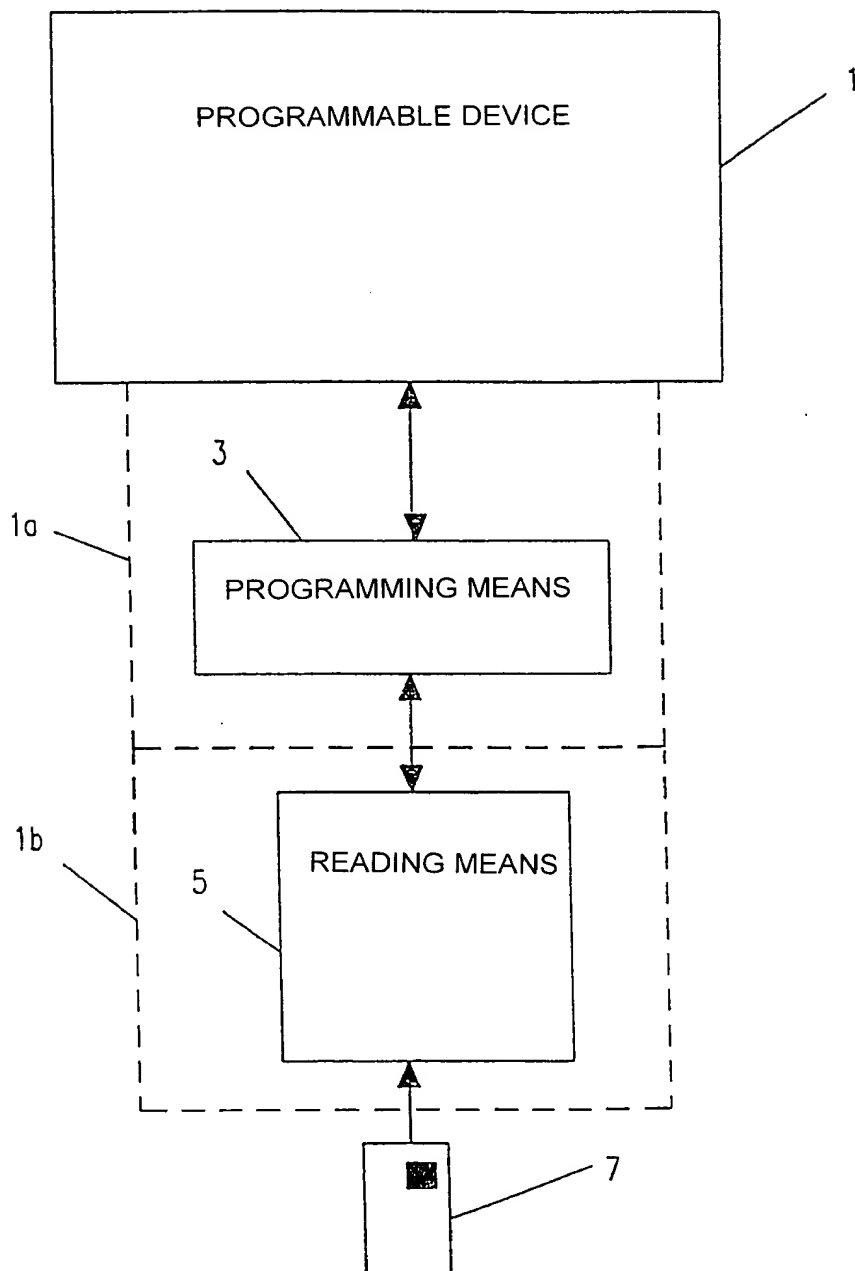 PROGRAMMABLE DEVICE
1
3
1a
PROGRAMMING MEANS
1b
READING MEANS
5
7